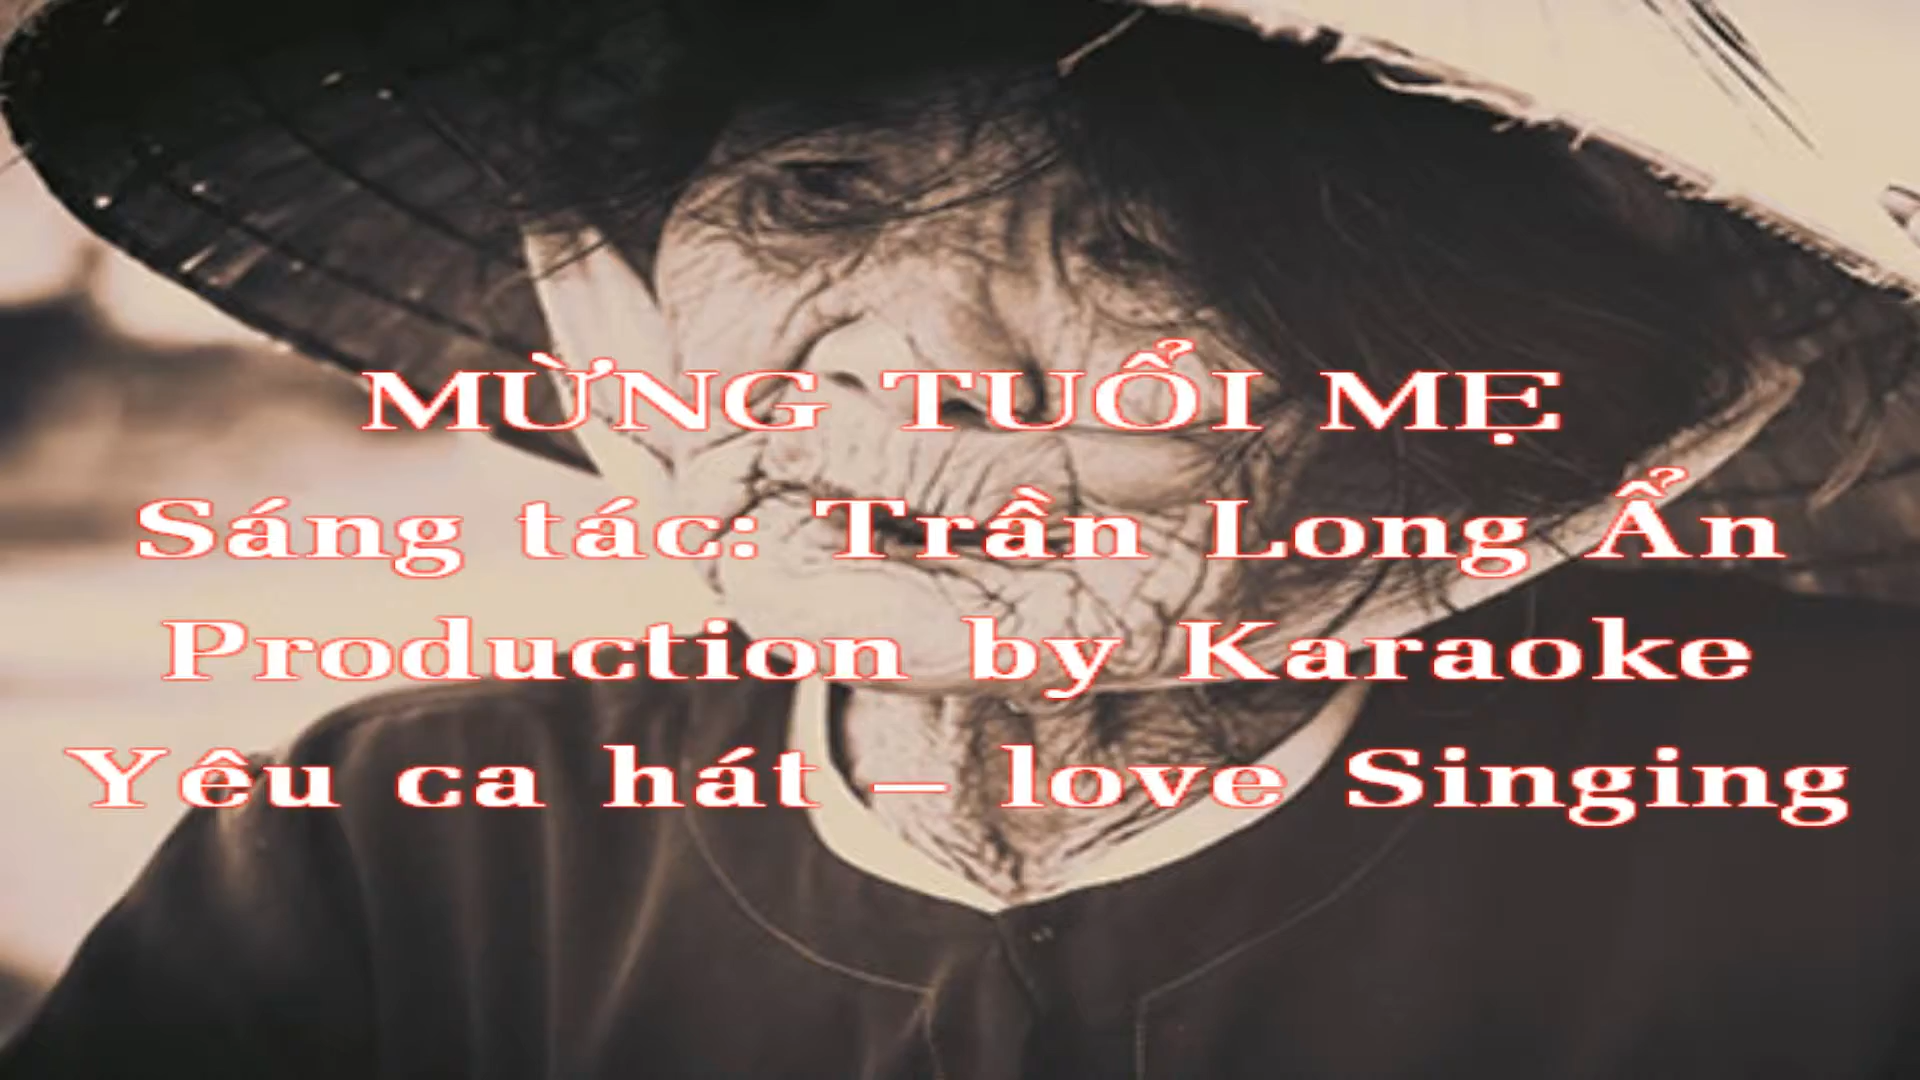 MỪNG TUỔI MẸ
Sáng tác: Trần Long Ẩn
Production by Karaoke
Yêu ca hát – love Singing